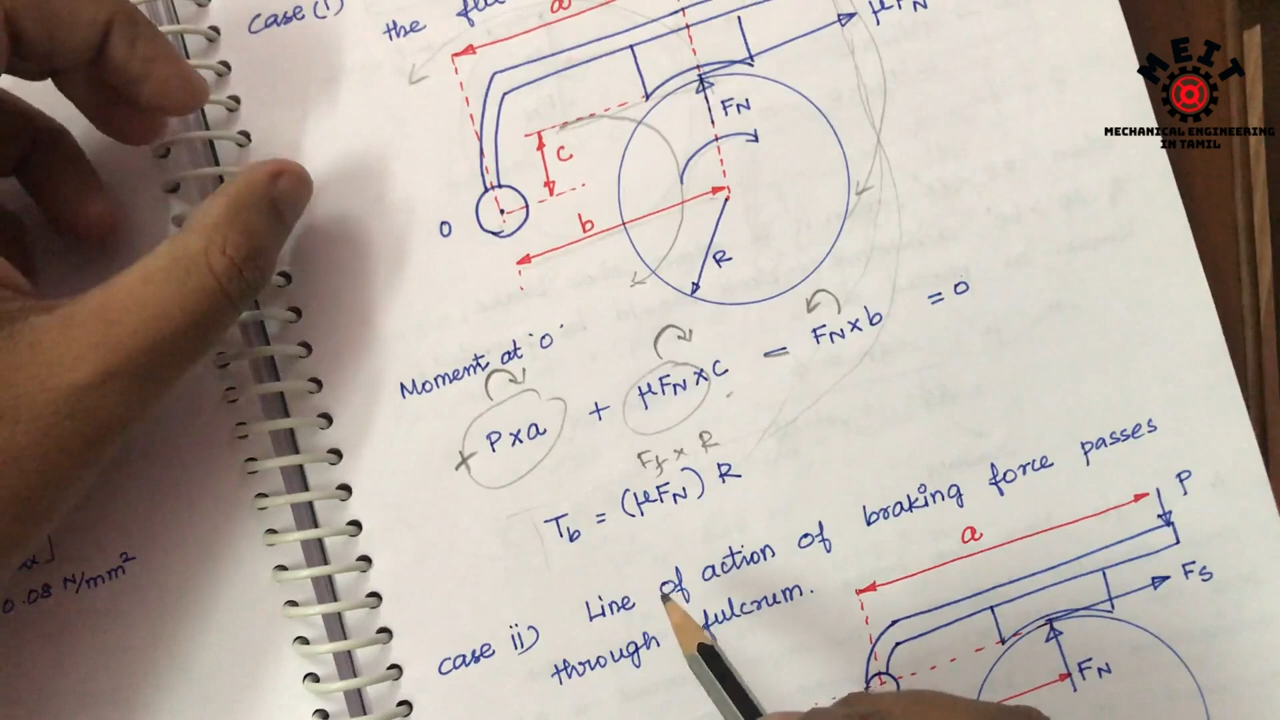 case (i)
the
a
μFN
FN
c
b
R
O
Moment at 'O'
P x a + μFN x c = FN x b = 0
Ff x R
Tb = (μFN) R
case ii) Line of action of braking force passes
through fulcrum.
a
P
Fs
FN
0.08 N/mm²
MEIT
MECHANICAL ENGINEERING
IN TAMIL